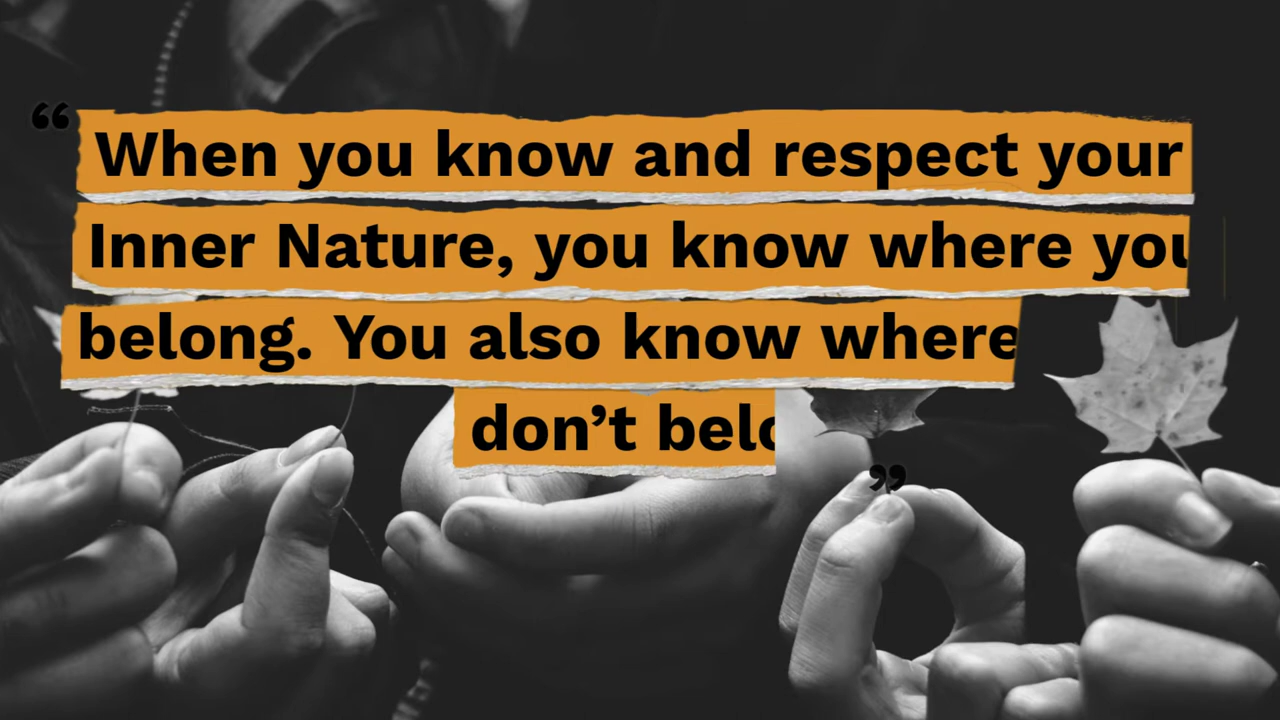 “When you know and respect your
Inner Nature, you know where you
belong. You also know where
don’t belo”